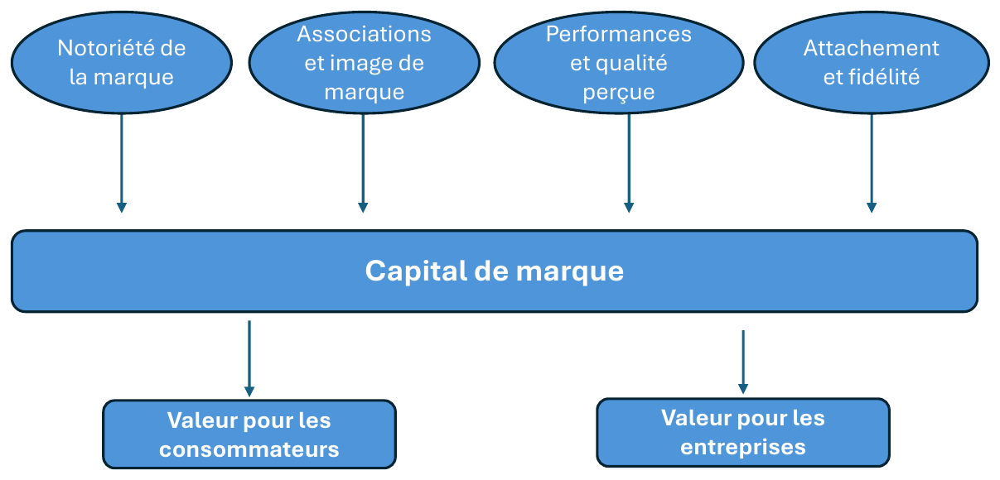 Notoriété de
la marque
Associations
et image de
marque
Performances
et qualité
perçue
Attachement
et fidélité
Capital de marque
Valeur pour les
consommateurs
Valeur pour les
entreprises